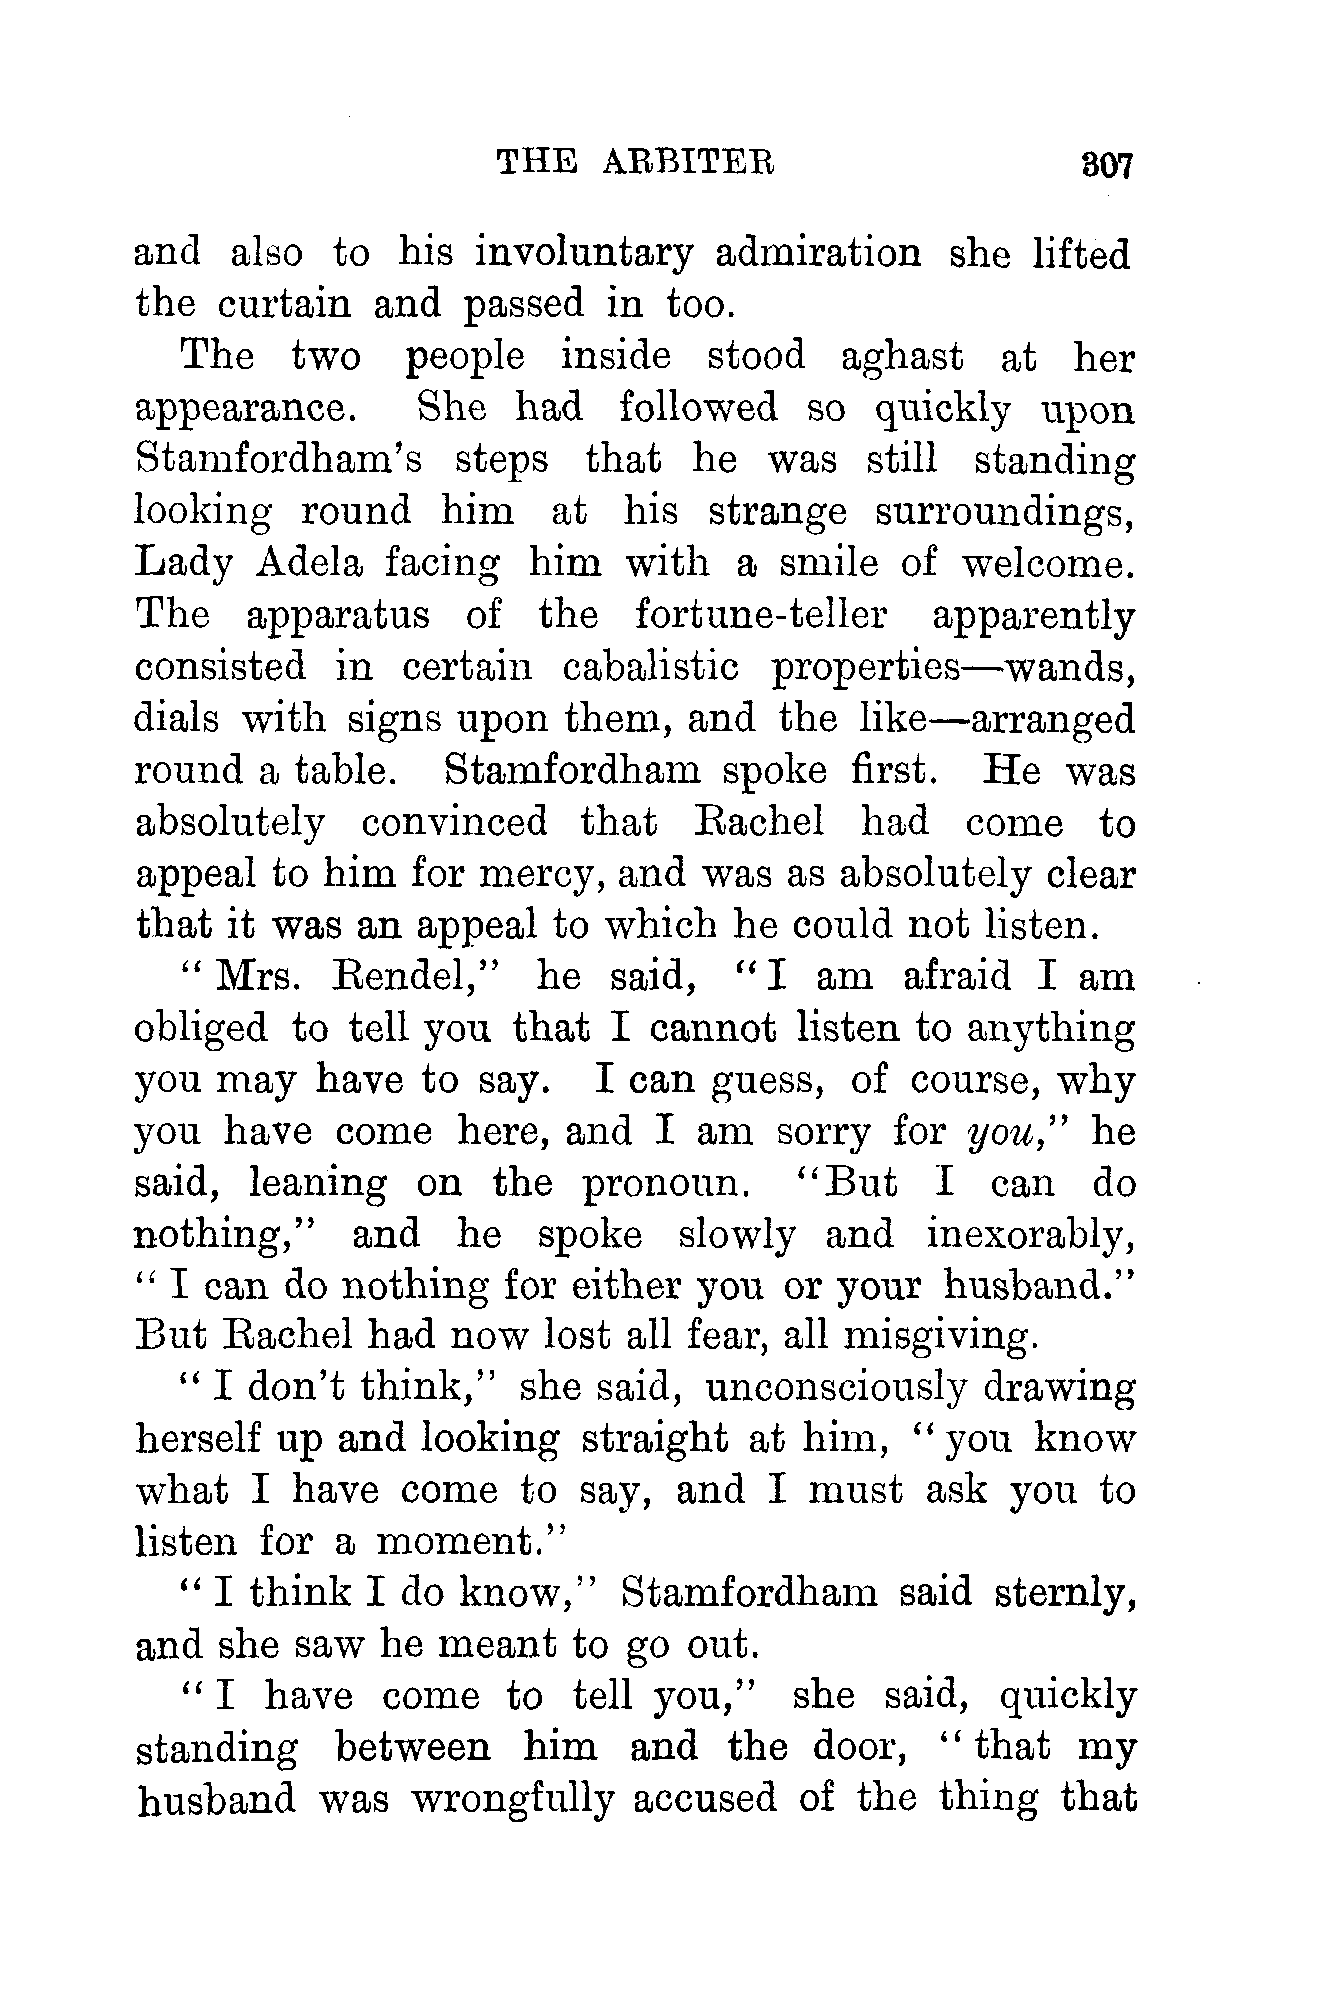 THE ARBITER 307
and also to his involuntary admiration she lifted
the curtain and passed in too.
The two people inside stood aghast at her
appearance. She had followed so quickly upon
Stamfordham's steps that he was still standing
looking round him at his strange surroundings,
Lady Adela facing him with a smile of welcome.
The apparatus of the fortune-teller apparently
consisted in certain cabalistic properties—wands,
dials with signs upon them, and the like—arranged
round a table. Stamfordham spoke first. He was
absolutely convinced that Rachel had come to
appeal to him for mercy, and was as absolutely clear
that it was an appeal to which he could not listen.
"Mrs. Rendel," he said, "I am afraid I am
obliged to tell you that I cannot listen to anything
you may have to say. I can guess, of course, why
you have come here, and I am sorry for you," he
said, leaning on the pronoun. "But I can do
nothing," and he spoke slowly and inexorably,
"I can do nothing for either you or your husband."
But Rachel had now lost all fear, all misgiving.
"I don't think," she said, unconsciously drawing
herself up and looking straight at him, "you know
what I have come to say, and I must ask you to
listen for a moment."
"I think I do know," Stamfordham said sternly,
and she saw he meant to go out.
"I have come to tell you," she said, quickly
standing between him and the door, "that my
husband was wrongfully accused of the thing that